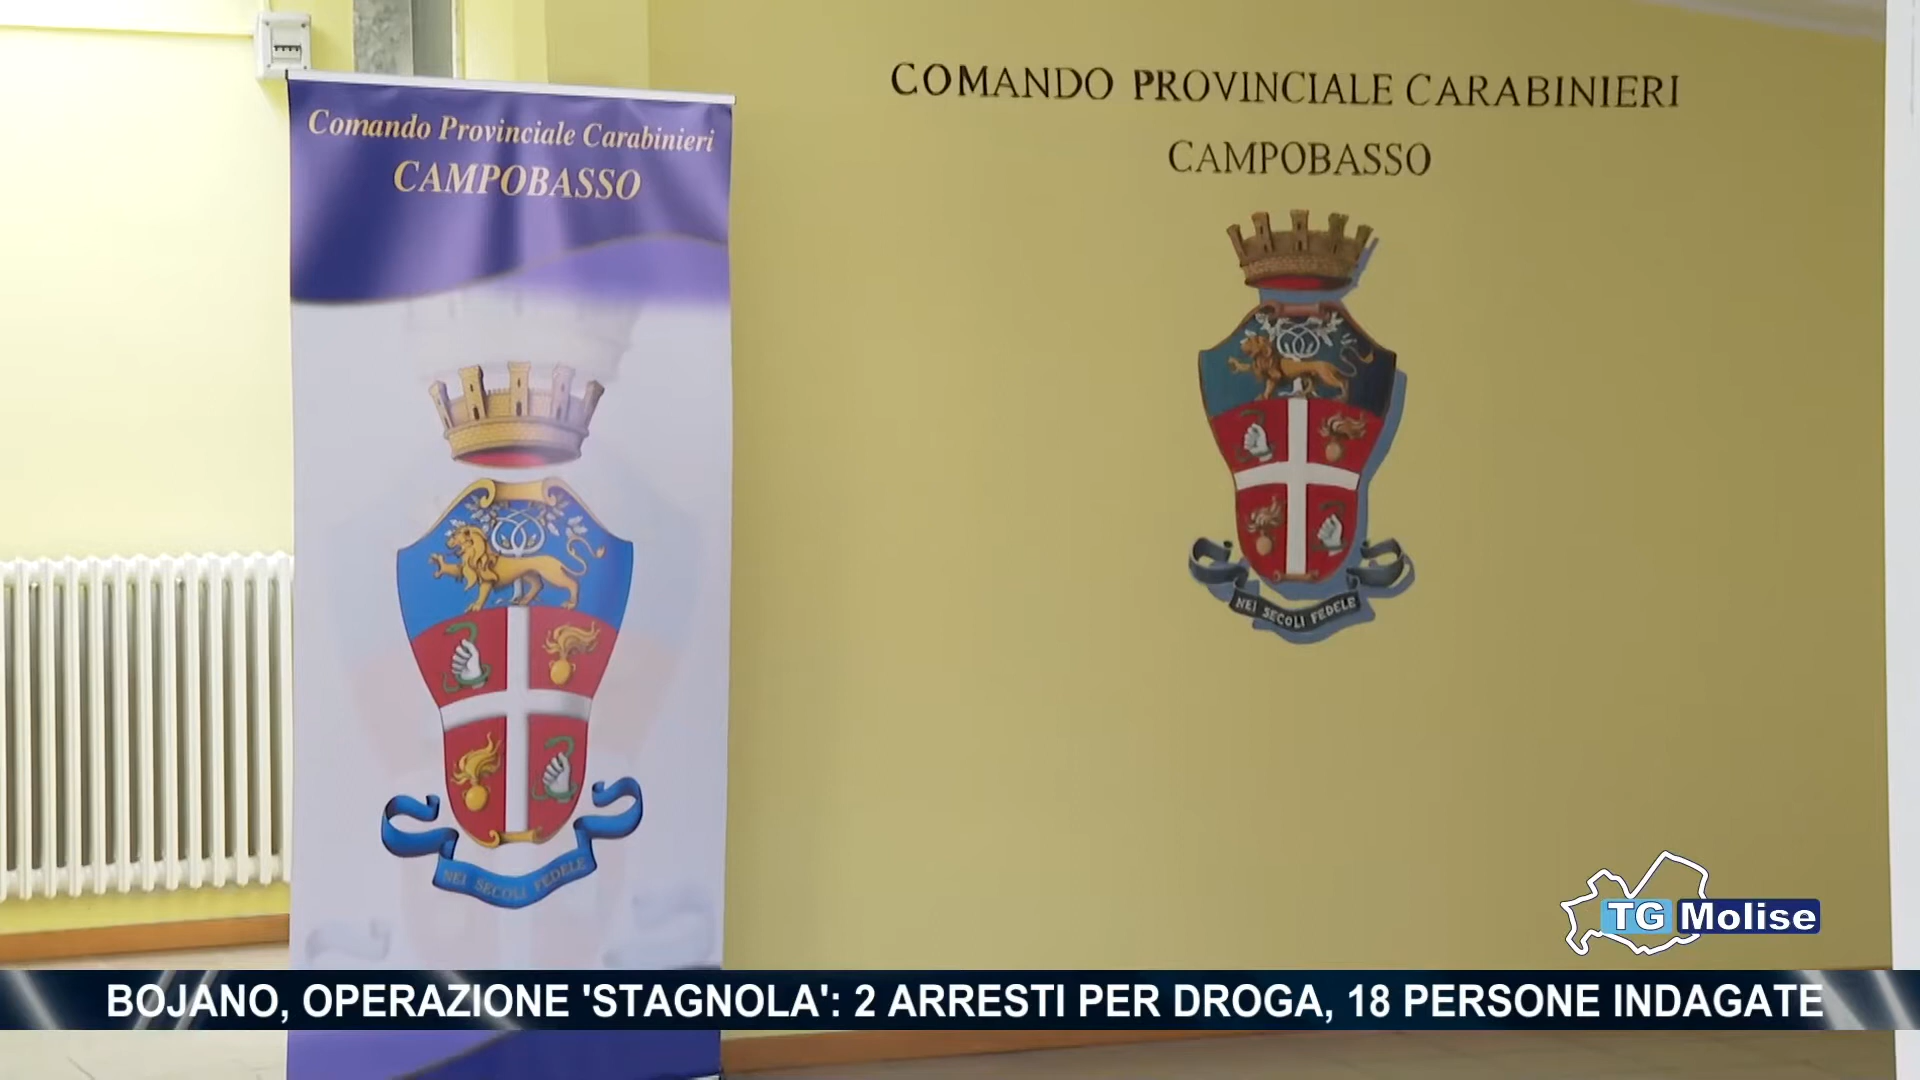 Comando Provinciale Carabinieri
CAMPOBASSO
NEI SECOLI FEDELE
COMANDO PROVINCIALE CARABINIERI
CAMPOBASSO
NEI SECOLI FEDELE
TG Molise
BOJANO, OPERAZIONE 'STAGNOLA': 2 ARRESTI PER DROGA, 18 PERSONE INDAGATE